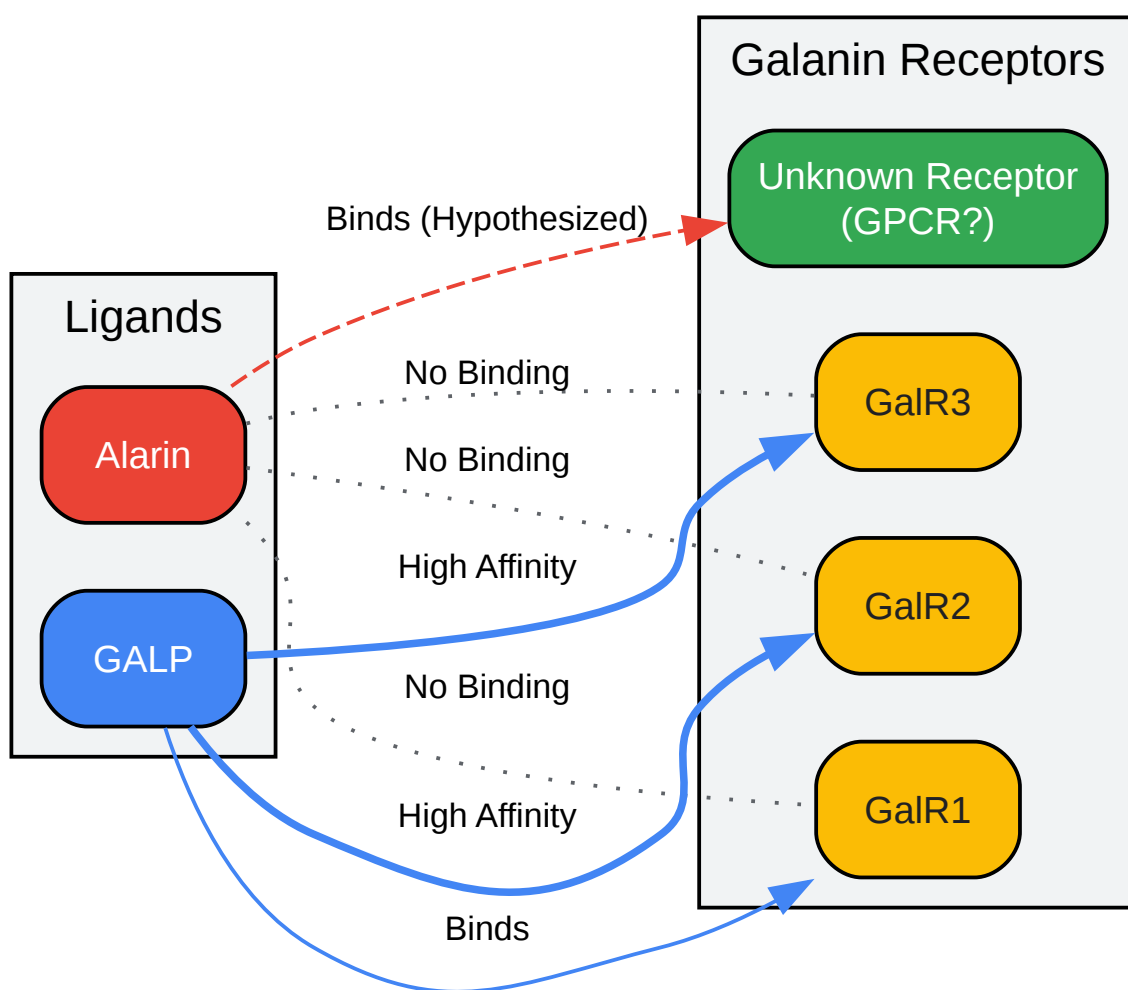 Galanin Receptors
Unknown Receptor
(GPCR?)
Binds (Hypothesized)
Ligands
No Binding
GalR3
Alarin
No Binding
High Affinity
GalR2
GALP
No Binding
High Affinity
GalR1
Binds